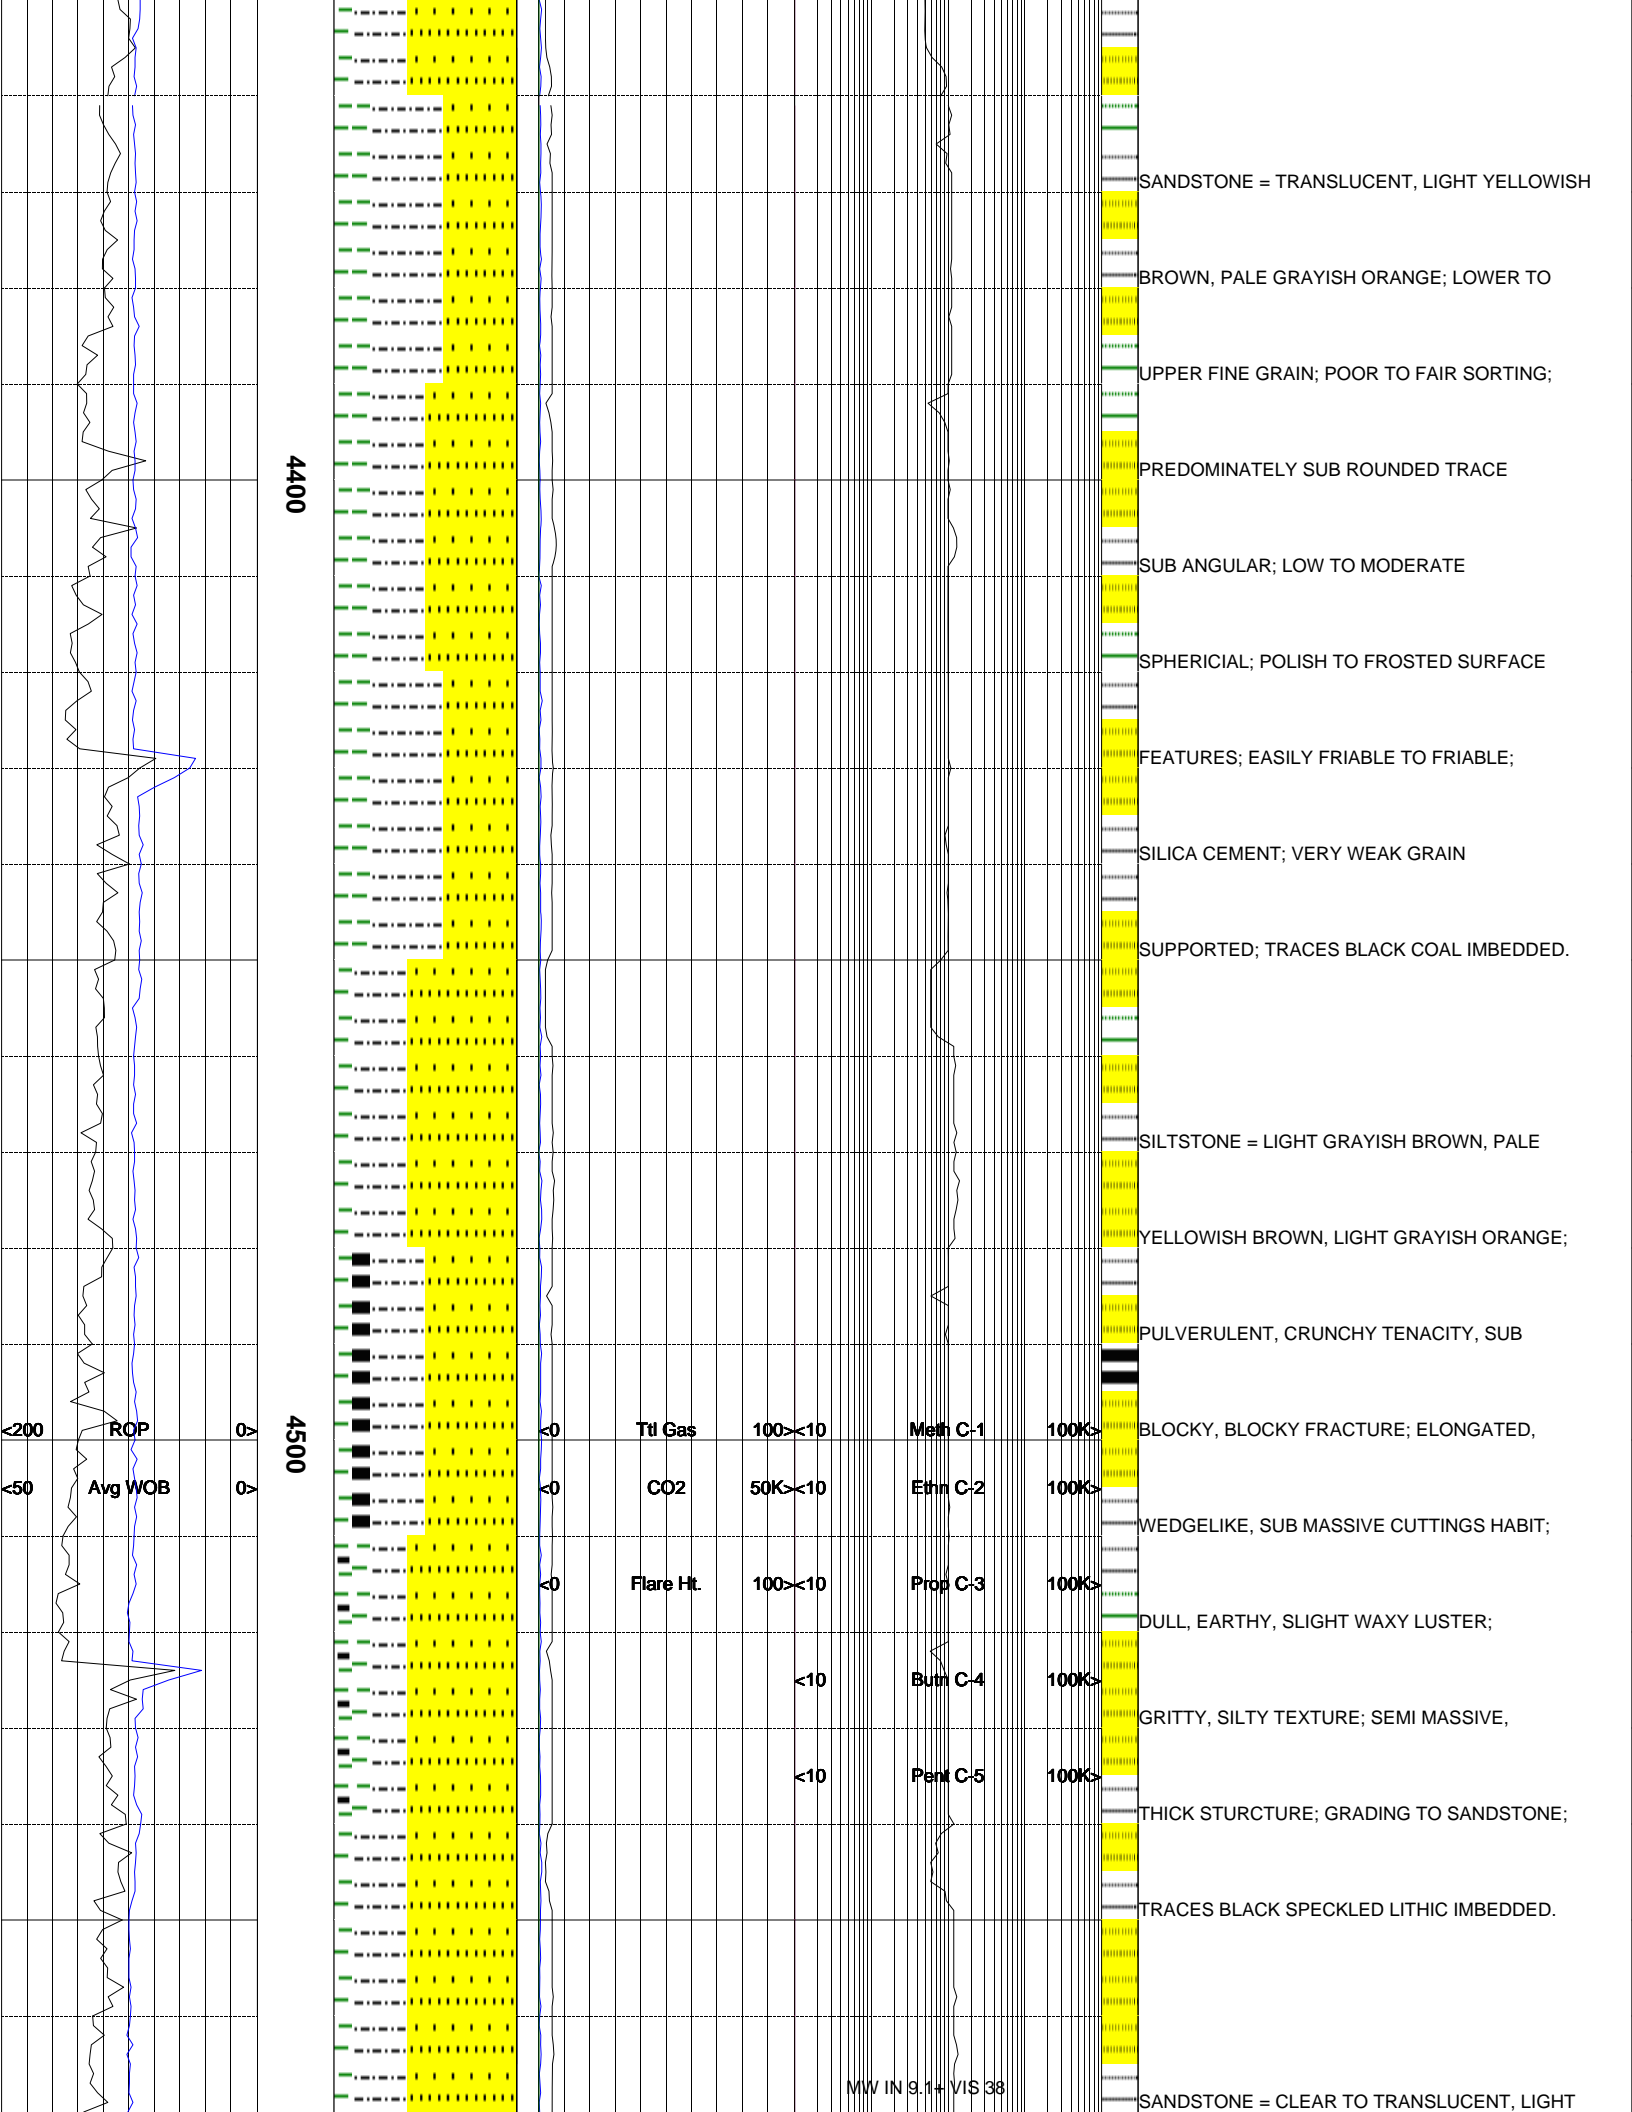 SANDSTONE = TRANSLUCENT, LIGHT YELLOWISH
BROWN, PALE GRAYISH ORANGE; LOWER TO
UPPER FINE GRAIN; POOR TO FAIR SORTING;
4400
PREDOMINATELY SUB ROUNDED TRACE
SUB ANGULAR; LOW TO MODERATE
SPHERICIAL; POLISH TO FROSTED SURFACE
FEATURES; EASILY FRIABLE TO FRIABLE;
SILICA CEMENT; VERY WEAK GRAIN
SUPPORTED; TRACES BLACK COAL IMBEDDED.
SILTSTONE = LIGHT GRAYISH BROWN, PALE
YELLOWISH BROWN, LIGHT GRAYISH ORANGE;
PULVERULENT, CRUNCHY TENACITY, SUB
<200 ROP 0> 4500 <0 Ttl Gas 100><10 Meth C-1 100K> BLOCKY, BLOCKY FRACTURE; ELONGATED,
<50 Avg WOB 0> <0 CO2 50K><10 Ethn C-2 100K>
WEDGELIKE, SUB MASSIVE CUTTINGS HABIT;
<0 Flare Ht. 100><10 Prop C-3 100K>
DULL, EARTHY, SLIGHT WAXY LUSTER;
<10 Butn C-4 100K>
GRITTY, SILTY TEXTURE; SEMI MASSIVE,
<10 Pent C-5 100K>
THICK STURCTURE; GRADING TO SANDSTONE;
TRACES BLACK SPECKLED LITHIC IMBEDDED.
MW IN 9.1+ VIS 38
SANDSTONE = CLEAR TO TRANSLUCENT, LIGHT